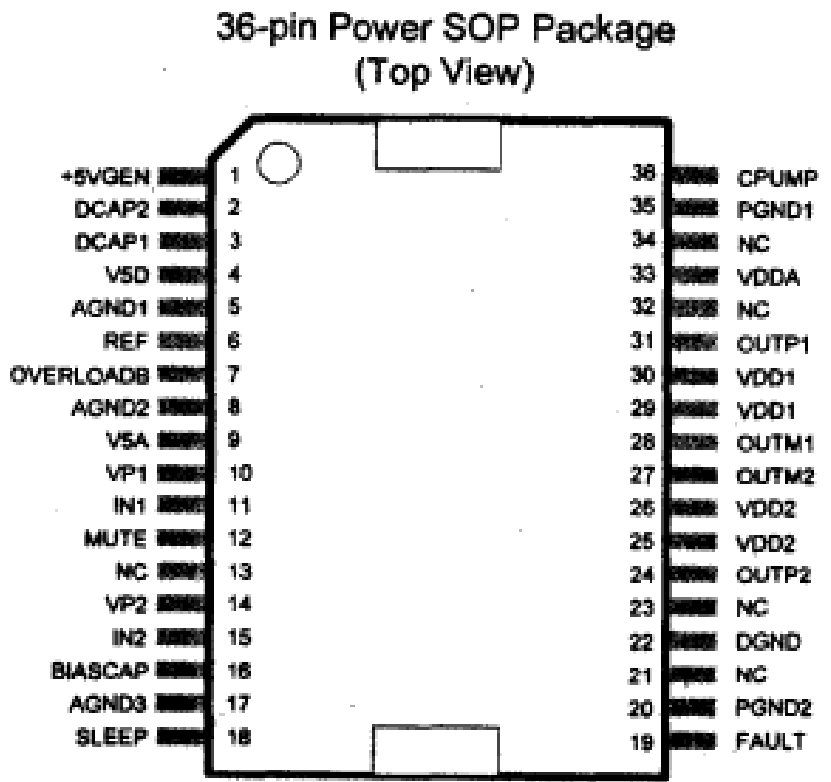 36-pin Power SOP Package
(Top View)
+5VGEN 1 36 CPUMP
DCAP2 2 35 PGND1
DCAP1 3 34 NC
V5D 4 33 VDDA
AGND1 5 32 NC
REF 6 31 OUTP1
OVERLOADB 7 30 VDD1
AGND2 8 29 VDD1
V5A 9 28 OUTM1
VP1 10 27 OUTM2
IN1 11 26 VDD2
MUTE 12 25 VDD2
NC 13 24 OUTP2
VP2 14 23 NC
IN2 15 22 DGND
BIASCAP 16 21 NC
AGND3 17 20 PGND2
SLEEP 18 19 FAULT